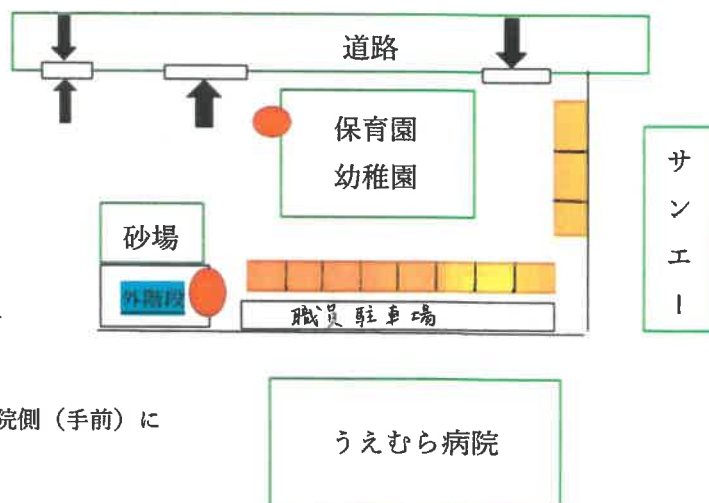 道路
保育園
幼稚園
サンエー
砂場
外階段
職員駐車場
院側（手前）に
うえむら病院